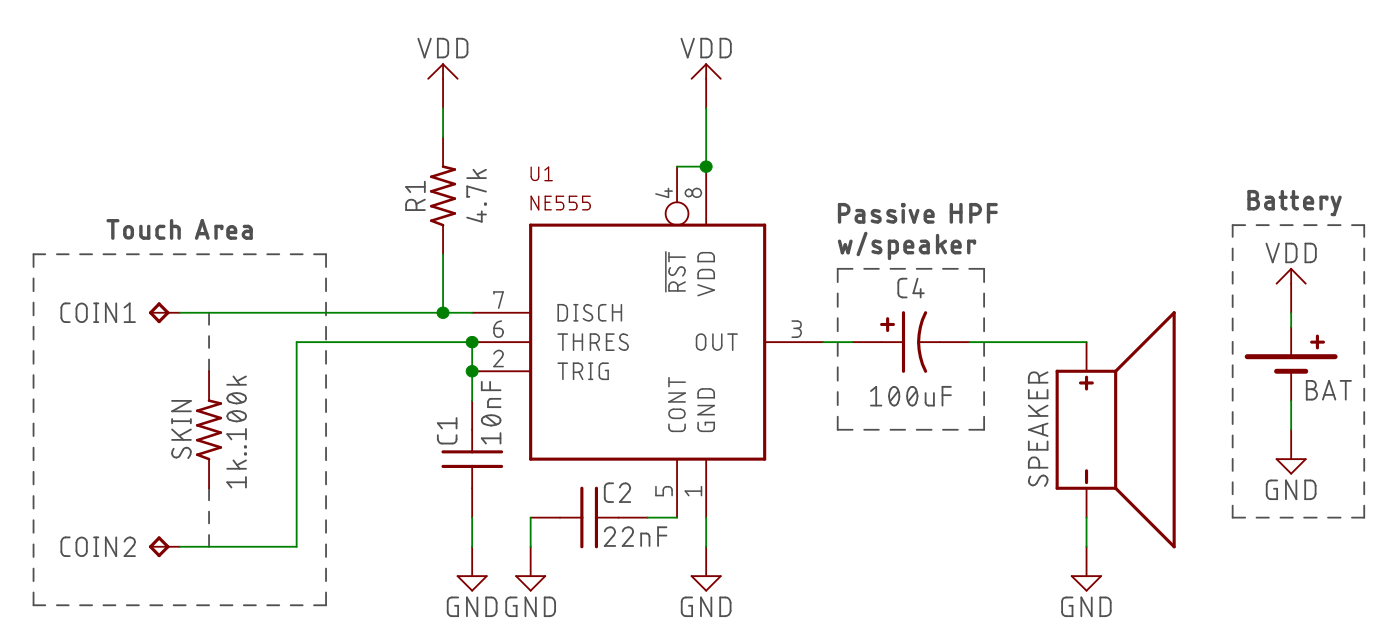 VDD
VDD
R1
4.7k
U1
NE555
4
8
Touch Area
COIN1
COIN2
SKIN
1k..100k
7
6
2
DISCH
THRES
TRIG
RST
VDD
OUT
CONT
GND
3
5
1
C1
10nF
C2
22nF
GND
GND
GND
Passive HPF
w/speaker
C4
+
100uF
SPEAKER
+
-
GND
Battery
VDD
+
BAT
GND